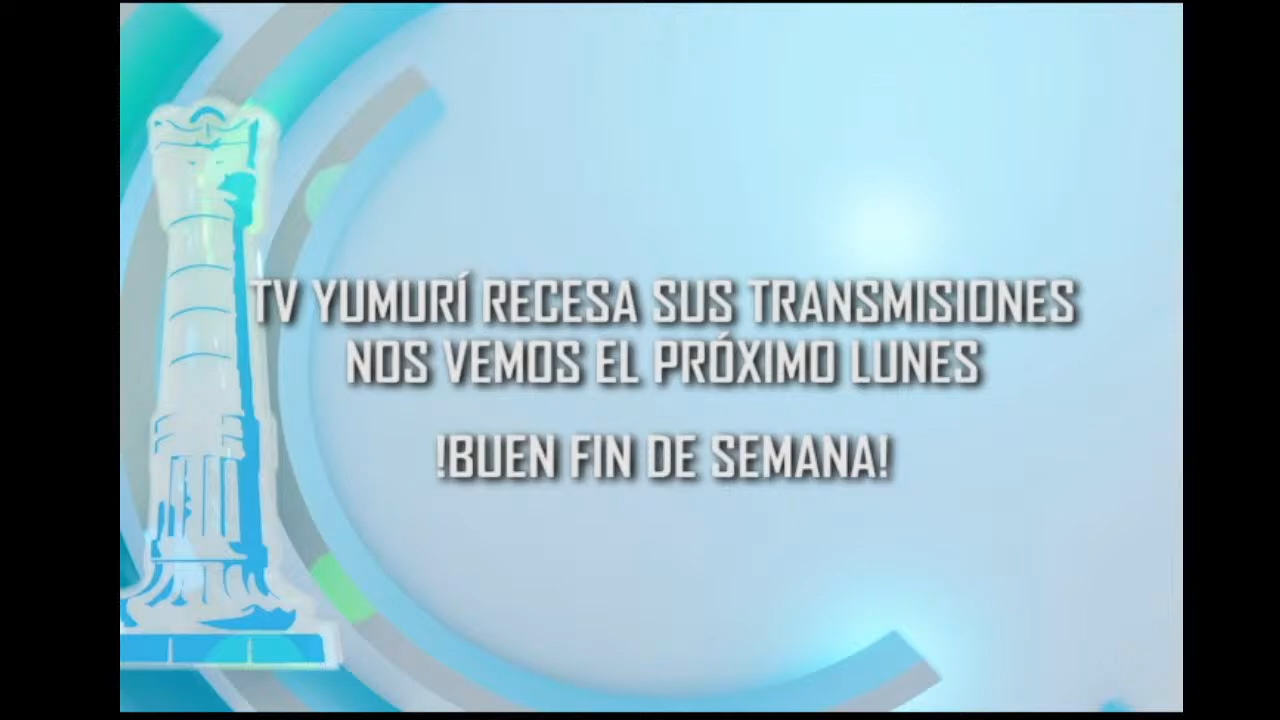 TV YUMURÍ RECESA SUS TRANSMISIONES
NOS VEMOS EL PRÓXIMO LUNES
!BUEN FIN DE SEMANA!